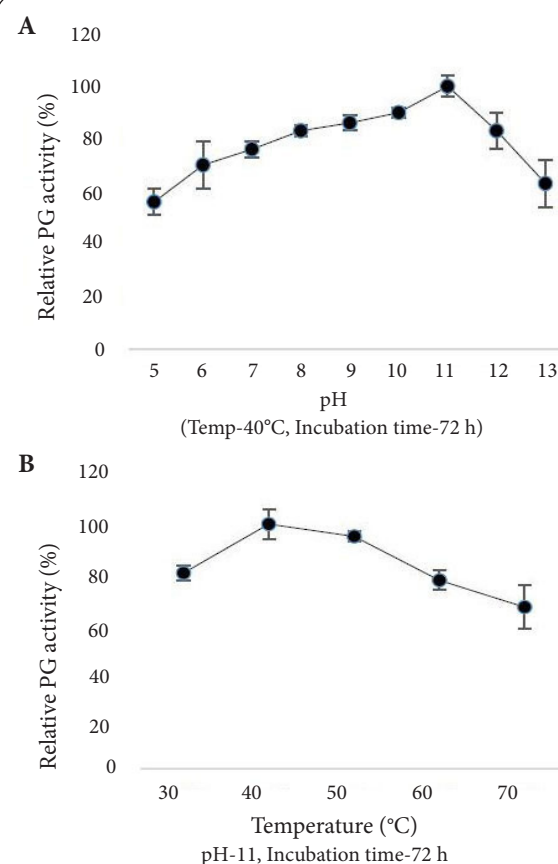 A
120
100
80
60
40
20
0
Relative PG activity (%)
5 6 7 8 9 10 11 12 13
pH
(Temp-40°C, Incubation time-72 h)
B
120
100
80
60
40
20
0
Relative PG activity (%)
30 40 50 60 70
Temperature (°C)
pH-11, Incubation time-72 h